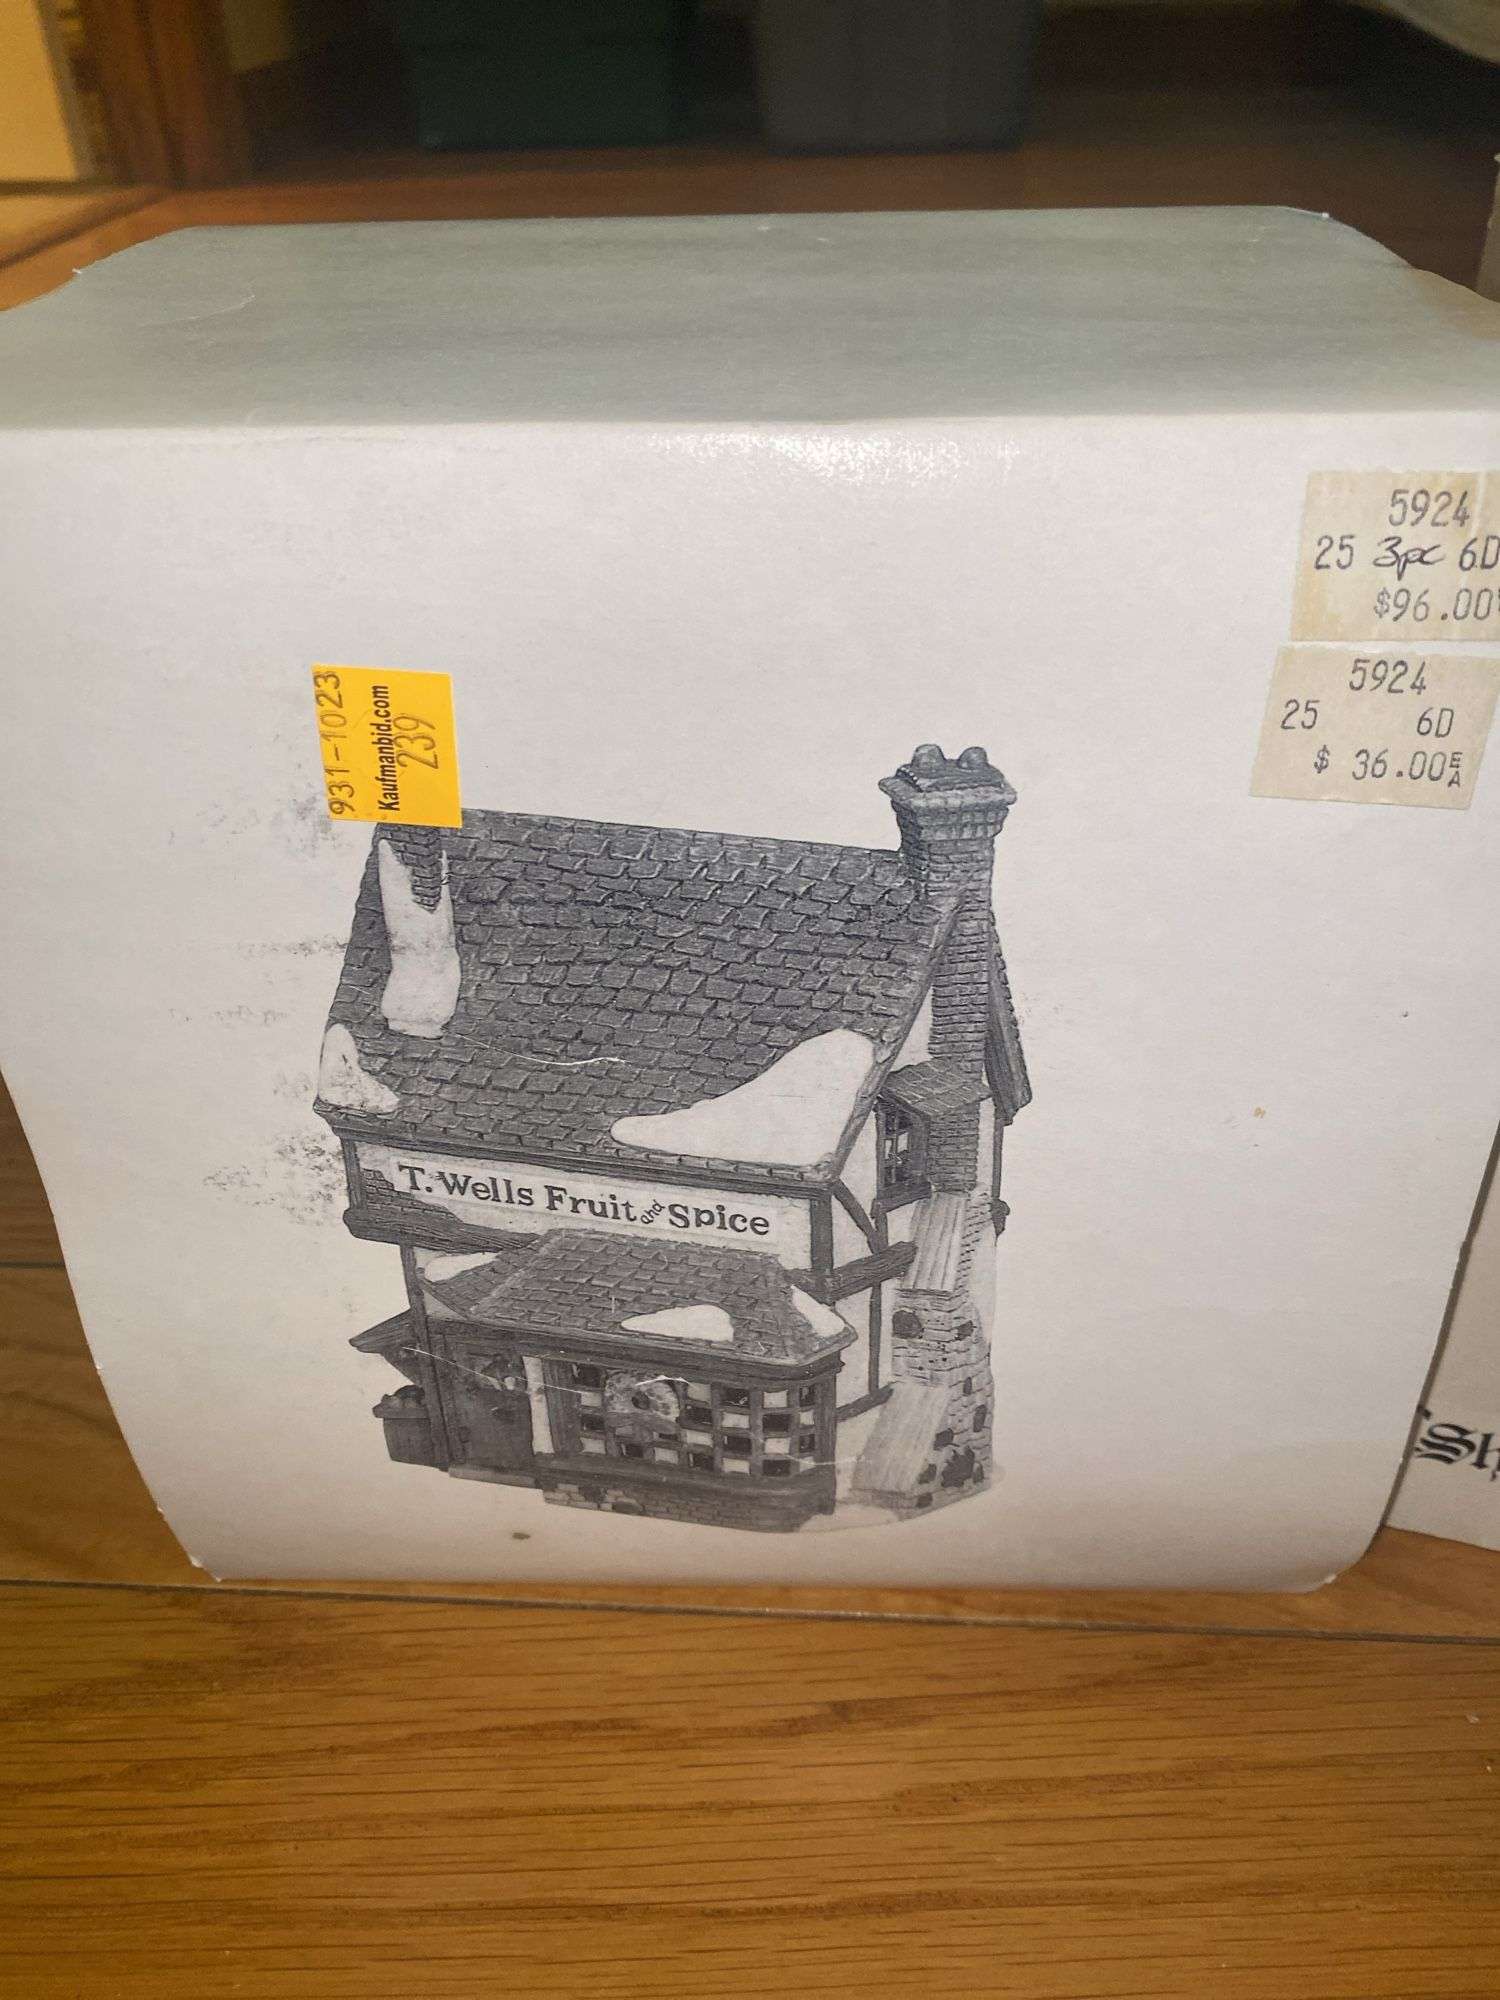 5924
25 3pc 6D
$96.00
5924
25 6D
$ 36.00 EA
931-1023
Kaufmanbid.com
239
T. Wells Fruit and Spice